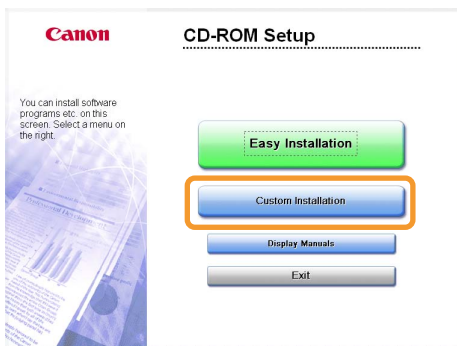 Canon
CD-ROM Setup
You can install software
programs etc. on this
screen. Select a menu on
the right.
Easy Installation
Custom Installation
Display Manuals
Exit